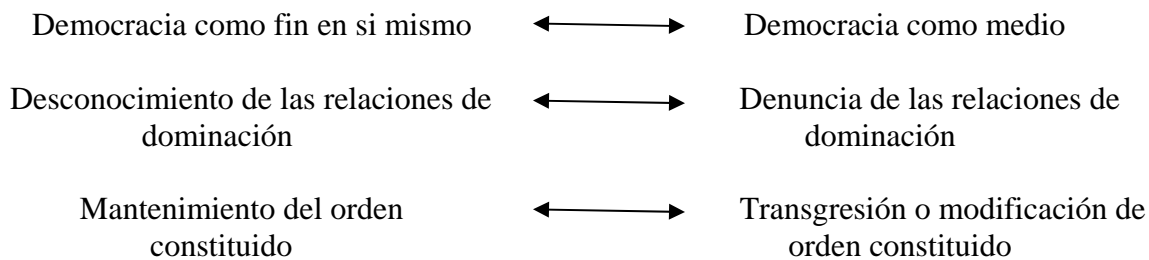 Democracia como fin en si mismo Democracia como medio
Desconocimiento de las relaciones de Denuncia de las relaciones de
dominación dominación
Mantenimiento del orden Transgresión o modificación de
constituido orden constituido